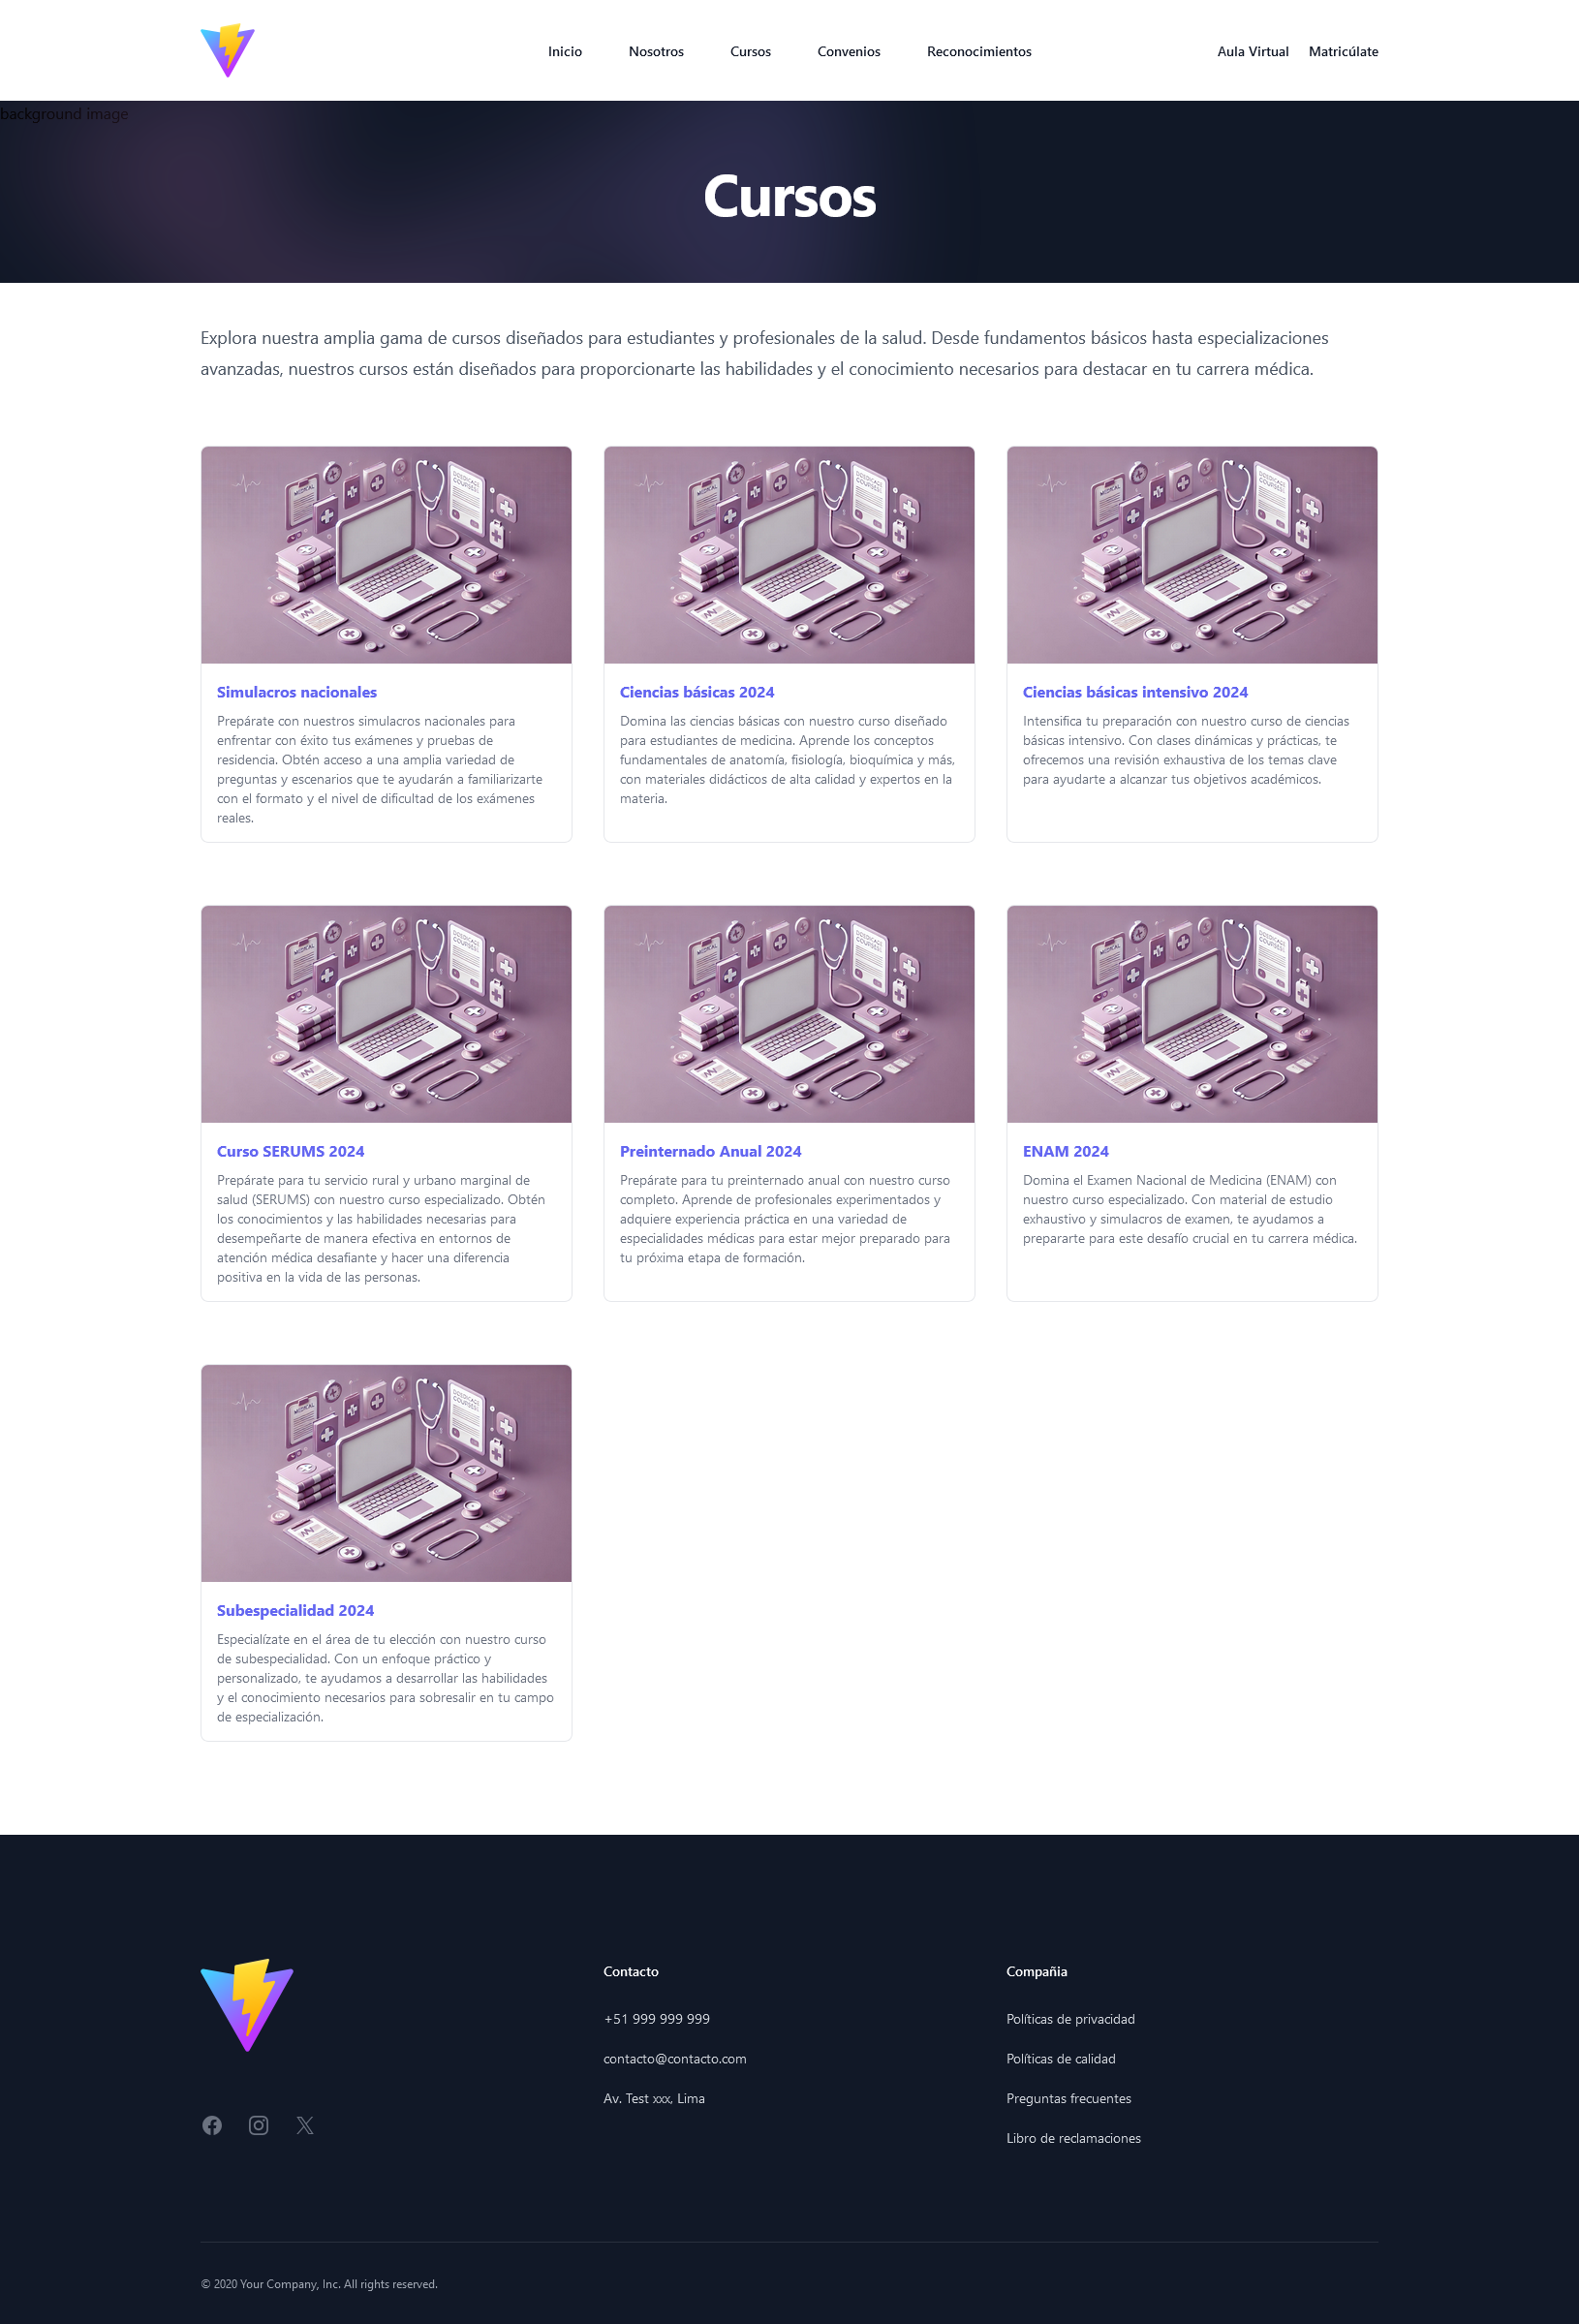 Inicio
Nosotros
Cursos
Convenios
Reconocimientos
Aula Virtual
Matricúlate
background image
Cursos
Explora nuestra amplia gama de cursos diseñados para estudiantes y profesionales de la salud. Desde fundamentos básicos hasta especializaciones
avanzadas, nuestros cursos están diseñados para proporcionarte las habilidades y el conocimiento necesarios para destacar en tu carrera médica.
MEDICAL
MEDICAL
MEDICAL
Simulacros nacionales
Prepárate con nuestros simulacros nacionales para
enfrentar con éxito tus exámenes y pruebas de
residencia. Obtén acceso a una amplia variedad de
preguntas y escenarios que te ayudarán a familiarizarte
con el formato y el nivel de dificultad de los exámenes
reales.
Ciencias básicas 2024
Domina las ciencias básicas con nuestro curso diseñado
para estudiantes de medicina. Aprende los conceptos
fundamentales de anatomía, fisiología, bioquímica y más,
con materiales didácticos de alta calidad y expertos en la
materia.
Ciencias básicas intensivo 2024
Intensifica tu preparación con nuestro curso de ciencias
básicas intensivo. Con clases dinámicas y prácticas, te
ofrecemos una revisión exhaustiva de los temas clave
para ayudarte a alcanzar tus objetivos académicos.
MEDICAL
MEDICAL
MEDICAL
Curso SERUMS 2024
Prepárate para tu servicio rural y urbano marginal de
salud (SERUMS) con nuestro curso especializado. Obtén
los conocimientos y las habilidades necesarias para
desempeñarte de manera efectiva en entornos de
atención médica desafiante y hacer una diferencia
positiva en la vida de las personas.
Preinternado Anual 2024
Prepárate para tu preinternado anual con nuestro curso
completo. Aprende de profesionales experimentados y
adquiere experiencia práctica en una variedad de
especialidades médicas para estar mejor preparado para
tu próxima etapa de formación.
ENAM 2024
Domina el Examen Nacional de Medicina (ENAM) con
nuestro curso especializado. Con material de estudio
exhaustivo y simulacros de examen, te ayudamos a
prepararte para este desafío crucial en tu carrera médica.
MEDICAL
Subespecialidad 2024
Especialízate en el área de tu elección con nuestro curso
de subespecialidad. Con un enfoque práctico y
personalizado, te ayudamos a desarrollar las habilidades
y el conocimiento necesarios para sobresalir en tu campo
de especialización.
Contacto
+51 999 999 999
contacto@contacto.com
Av. Test xxx, Lima
Compañia
Políticas de privacidad
Políticas de calidad
Preguntas frecuentes
Libro de reclamaciones
© 2020 Your Company, Inc. All rights reserved.